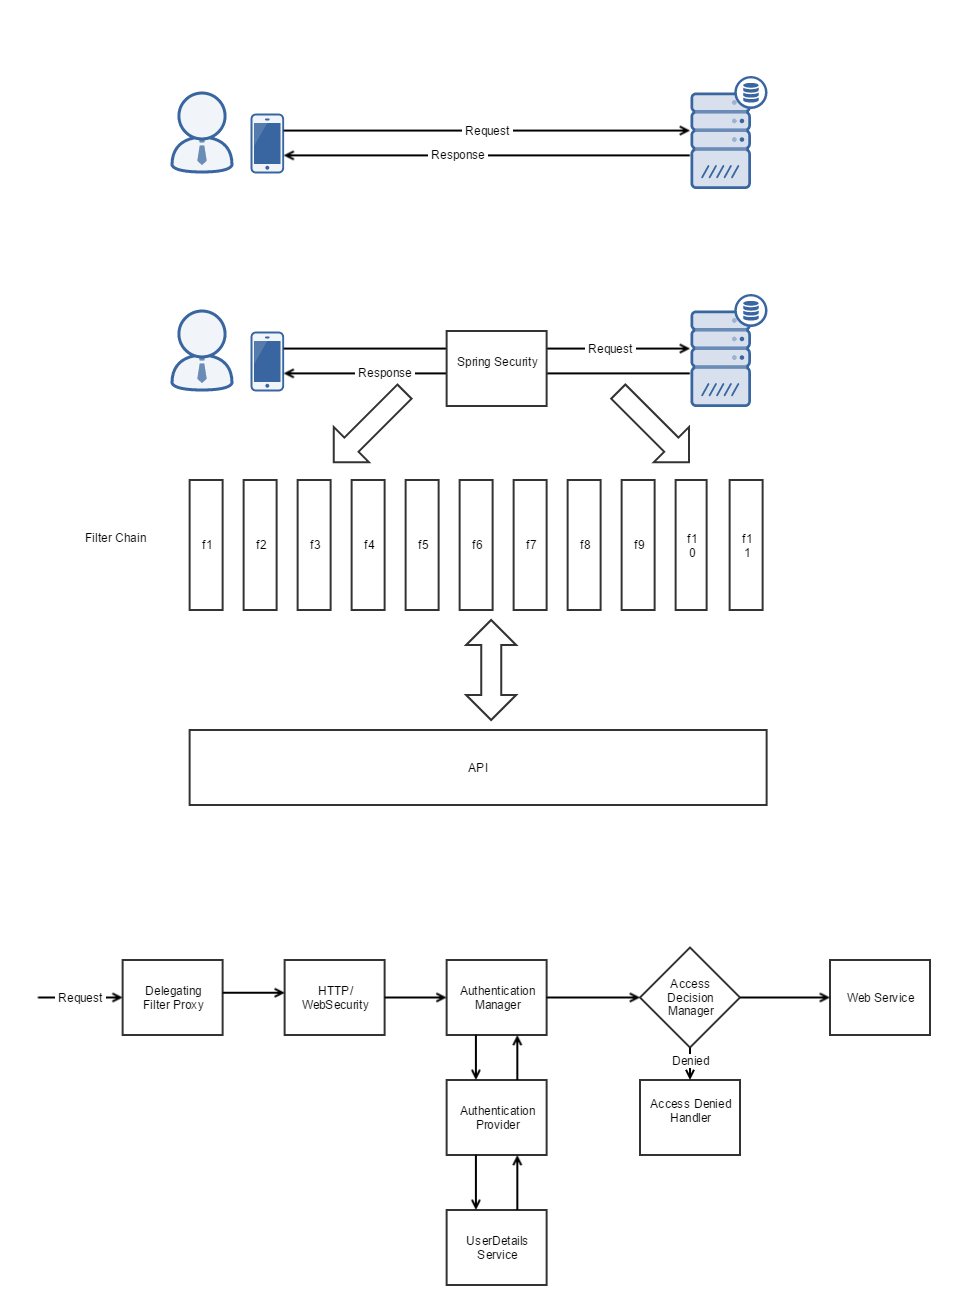 Request
Response
Spring Security
Request
Response
Filter Chain
f1
f2
f3
f4
f5
f6
f7
f8
f9
f1
0
f1
1
API
Request
Delegating
Filter Proxy
HTTP/
WebSecurity
Authentication
Manager
Access
Decision
Manager
Web Service
Denied
Authentication
Provider
Access Denied
Handler
UserDetails
Service